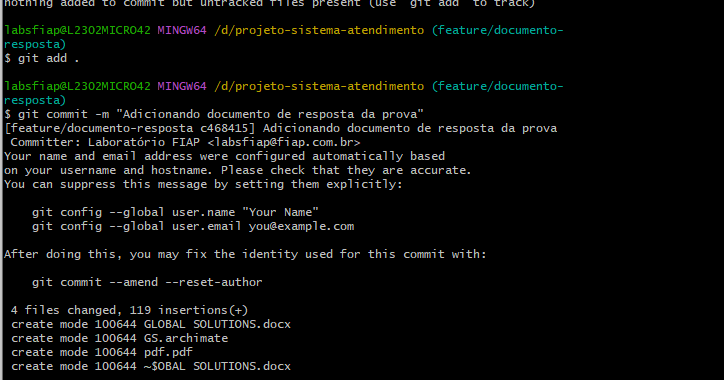 nothing added to commit but untracked files present (use "git add" to track)
labsfiap@L2302MICRO42 MINGW64 /d/projeto-sistema-atendimento (feature/documento-
resposta)
$ git add .
labsfiap@L2302MICRO42 MINGW64 /d/projeto-sistema-atendimento (feature/documento-
resposta)
$ git commit -m "Adicionando documento de resposta da prova"
[feature/documento-resposta c468415] Adicionando documento de resposta da prova
 Committer: Laboratório FIAP <labsfiap@fiap.com.br>
Your name and email address were configured automatically based
on your username and hostname. Please check that they are accurate.
You can suppress this message by setting them explicitly:
    git config --global user.name "Your Name"
    git config --global user.email you@example.com
After doing this, you may fix the identity used for this commit with:
    git commit --amend --reset-author
 4 files changed, 119 insertions(+)
 create mode 100644 GLOBAL SOLUTIONS.docx
 create mode 100644 GS.archimate
 create mode 100644 pdf.pdf
 create mode 100644 ~$OBAL SOLUTIONS.docx